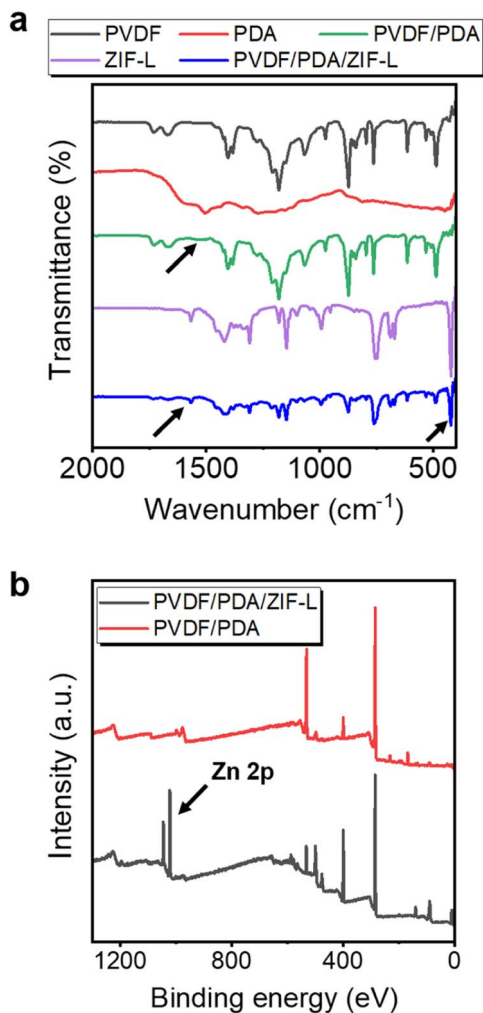 a
PVDF PDA PVDF/PDA
ZIF-L PVDF/PDA/ZIF-L
Transmittance (%)
2000 1500 1000 500
Wavenumber (cm⁻¹)
b
PVDF/PDA/ZIF-L
PVDF/PDA
Zn 2p
Intensity (a.u.)
1200 800 400 0
Binding energy (eV)